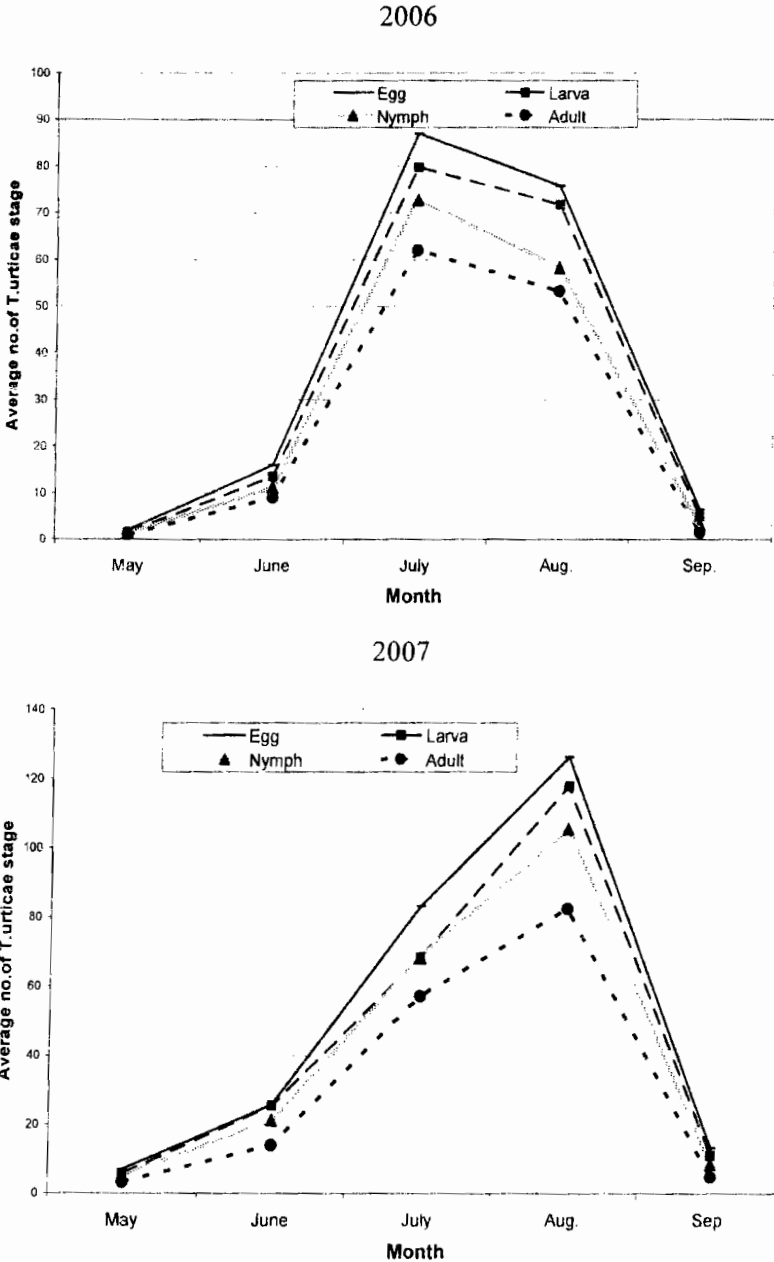 2006
Average no.of T.urticae stage
100
90
80
70
60
50
40
30
20
10
0
Egg Larva
Nymph Adult
May June July Aug. Sep.
Month
2007
Average no.of T.urticae stage
140
120
100
80
60
40
20
0
Egg Larva
Nymph Adult
May June July Aug. Sep
Month